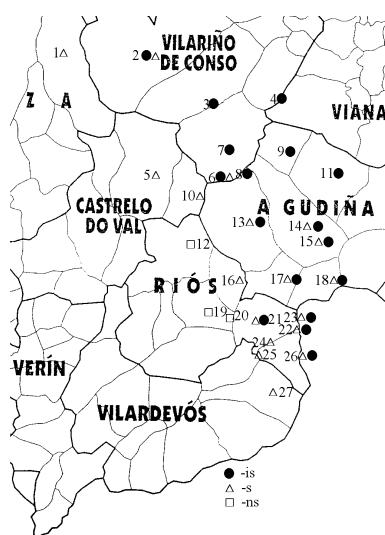 VILARIÑO
DE CONSO
1
2
Z A
3
4
VIANA
7
9
6
8
11
5
10
CASTRELO
DO VAL
A GUDIÑA
13
14
15
12
RIÓS
16
17
18
19
20
21
23
22
VERÍN
24
25
26
VILARDEVÓS
27
-is
-s
-ns